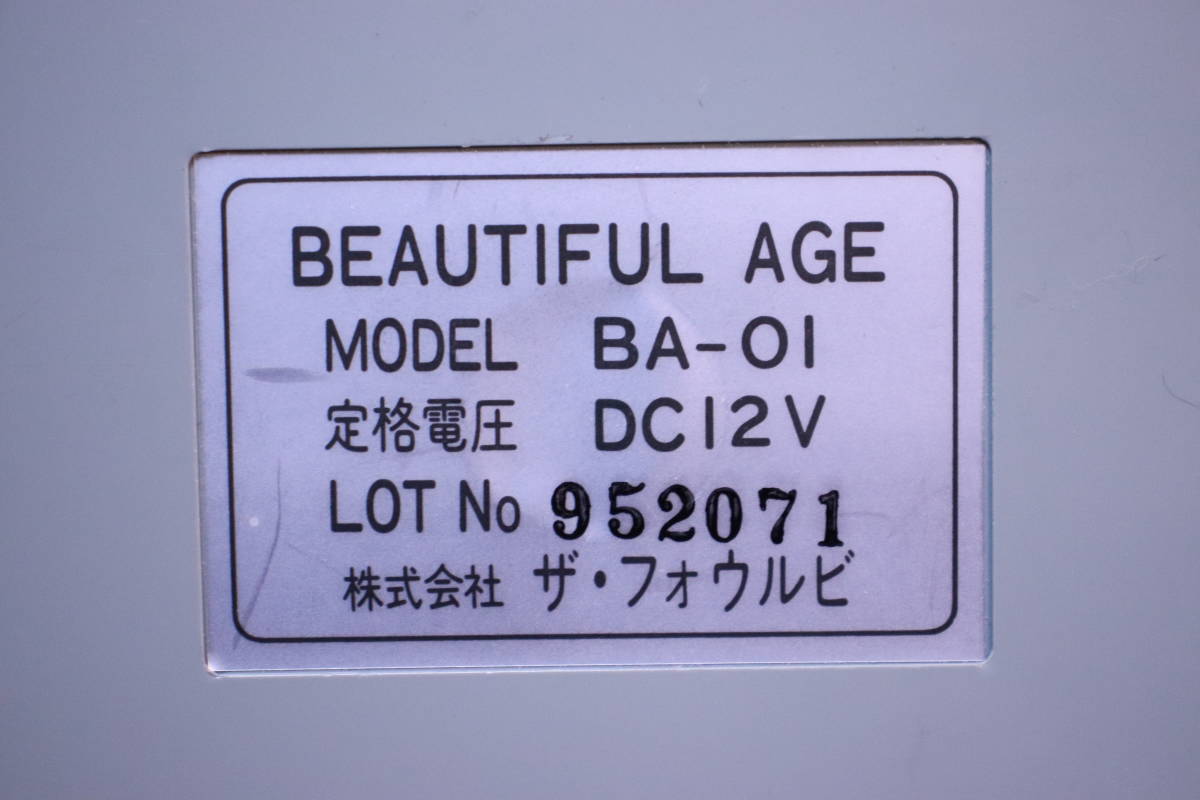 BEAUTIFUL AGE
MODEL BA-01
定格電圧 DC12V
LOT No 952071
株式会社 ザ・フォウルビ